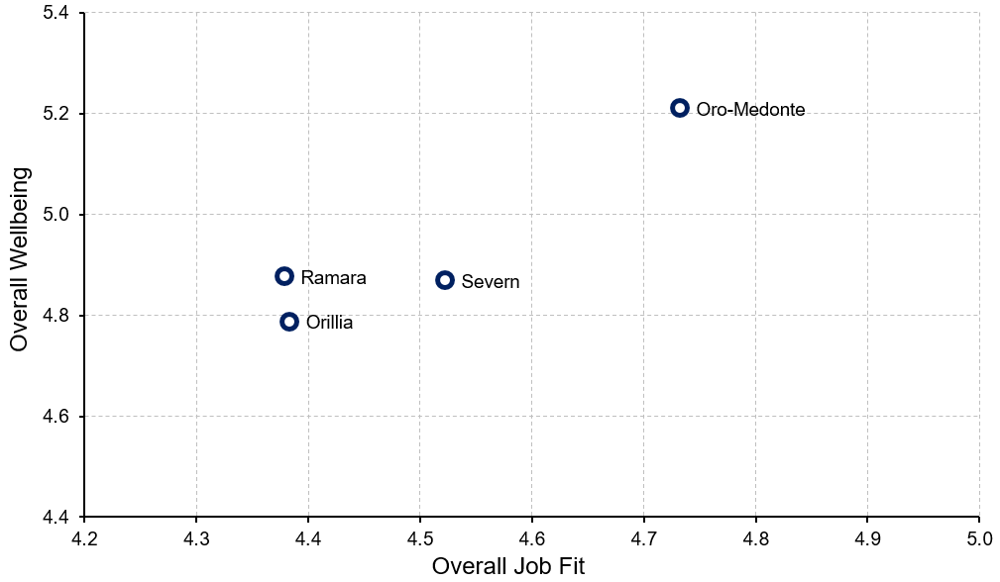 5.4
5.2
5.0
4.8
4.6
4.4
Overall Wellbeing
Oro-Medonte
Ramara
Severn
Orillia
4.2 4.3 4.4 4.5 4.6 4.7 4.8 4.9 5.0
Overall Job Fit